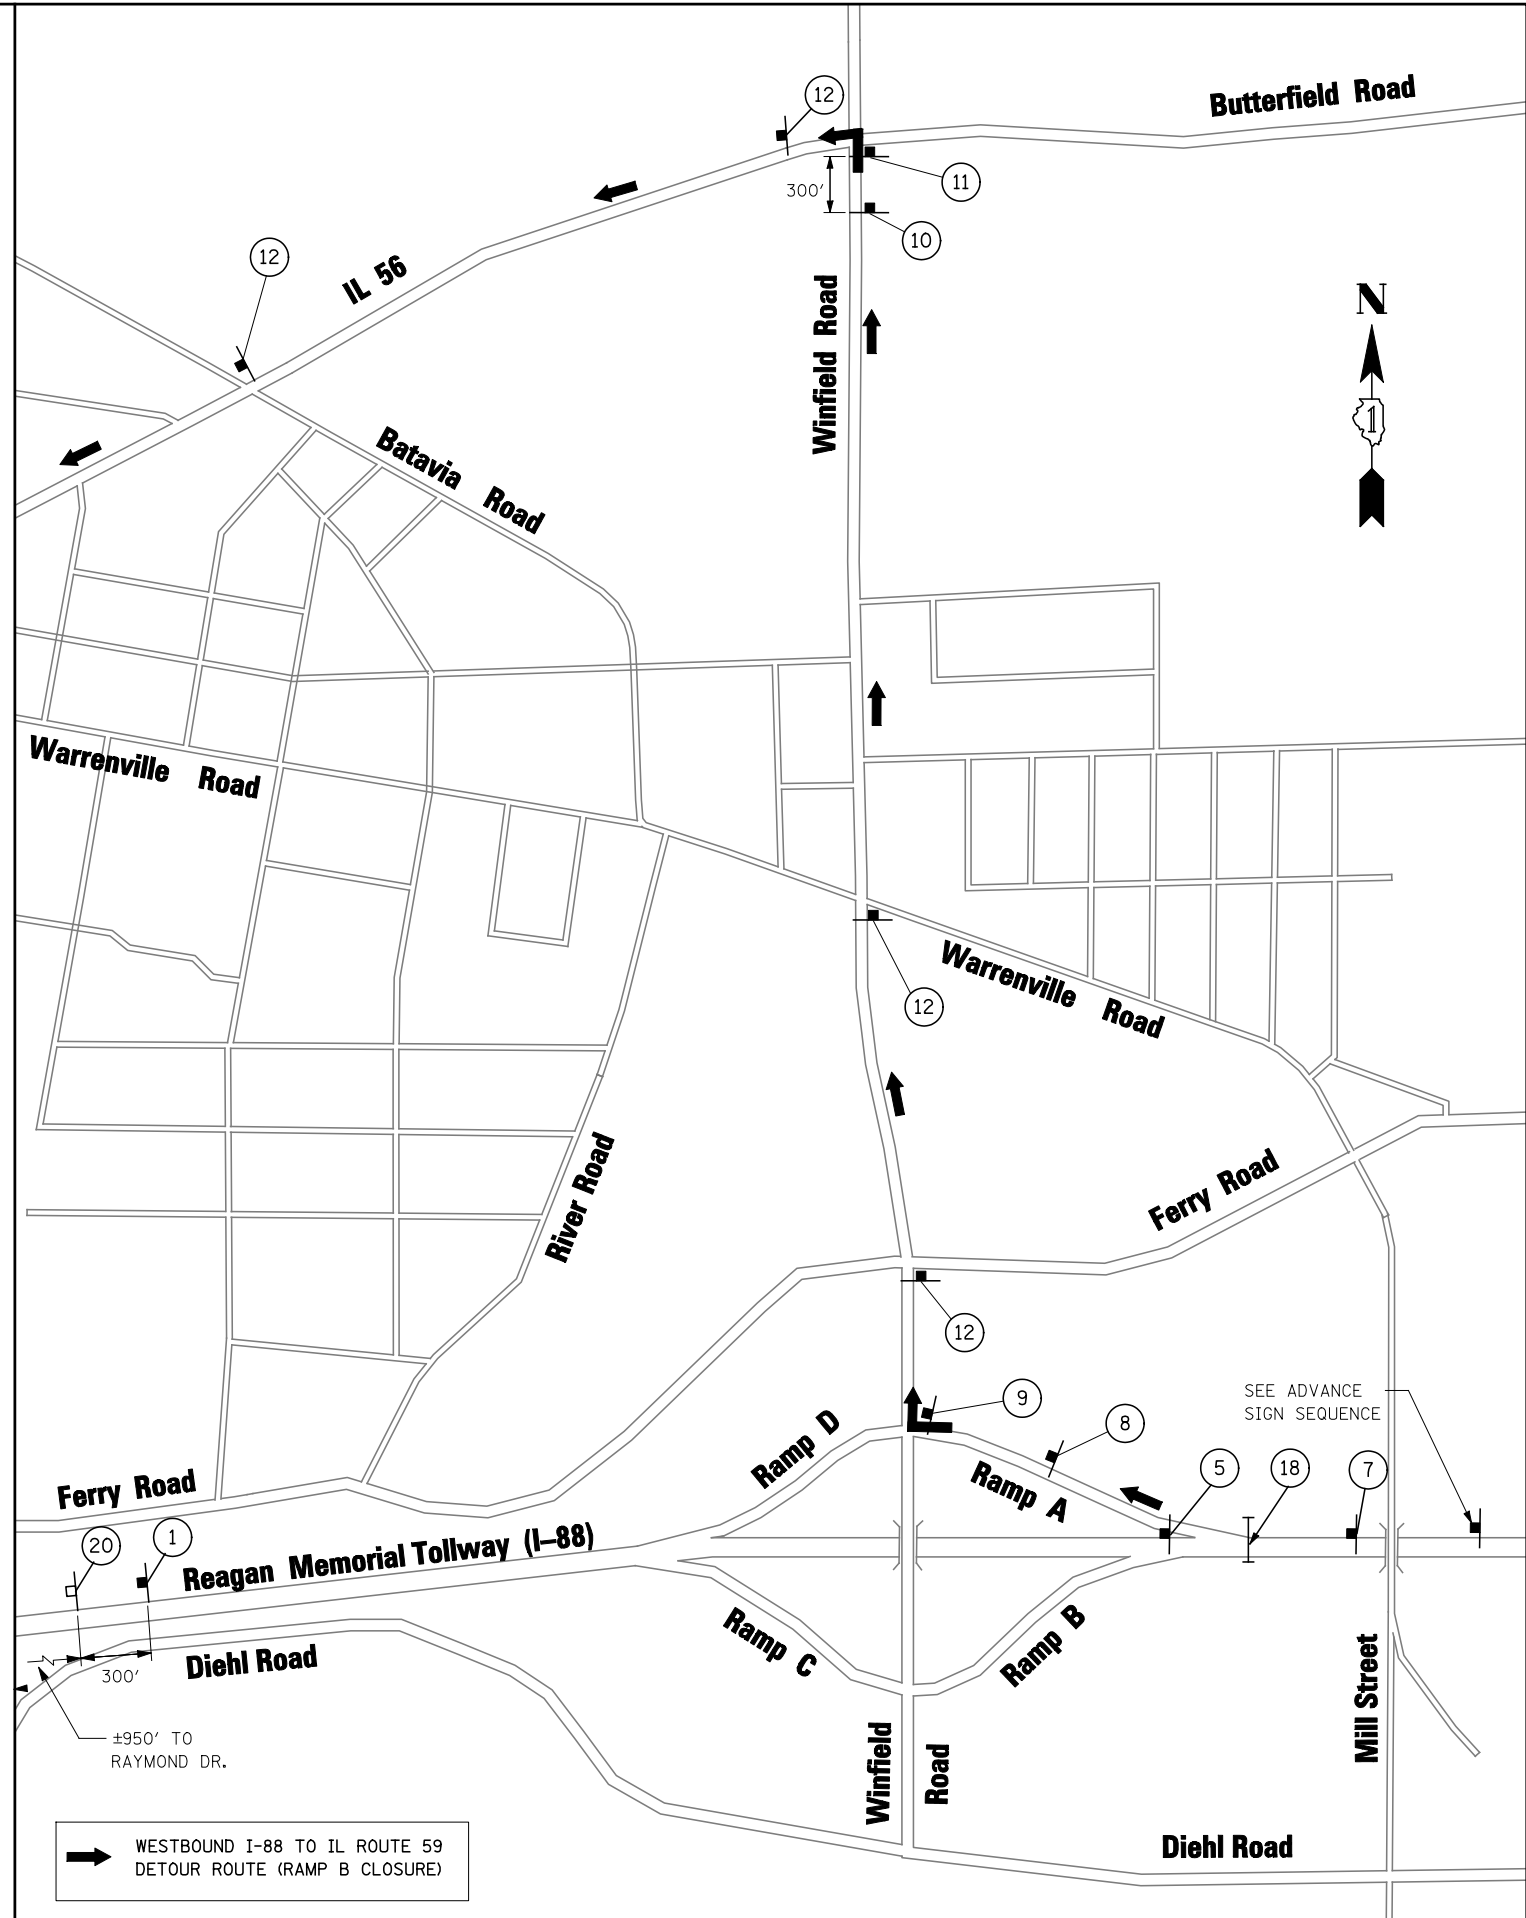 Butterfield Road
12
11
300'
10
12
IL 56
Winfield Road
N
1
Batavia Road
Warrenville Road
Warrenville Road
12
River Road
Ferry Road
12
SEE ADVANCE
SIGN SEQUENCE
9
8
Ramp D
Ramp A
5
18
7
Ferry Road
20
1
Reagan Memorial Tollway (I-88)
Ramp C
Ramp B
Diehl Road
300'
±950' TO
RAYMOND DR.
Winfield Road
Mill Street
WESTBOUND I-88 TO IL ROUTE 59
DETOUR ROUTE (RAMP B CLOSURE)
Diehl Road